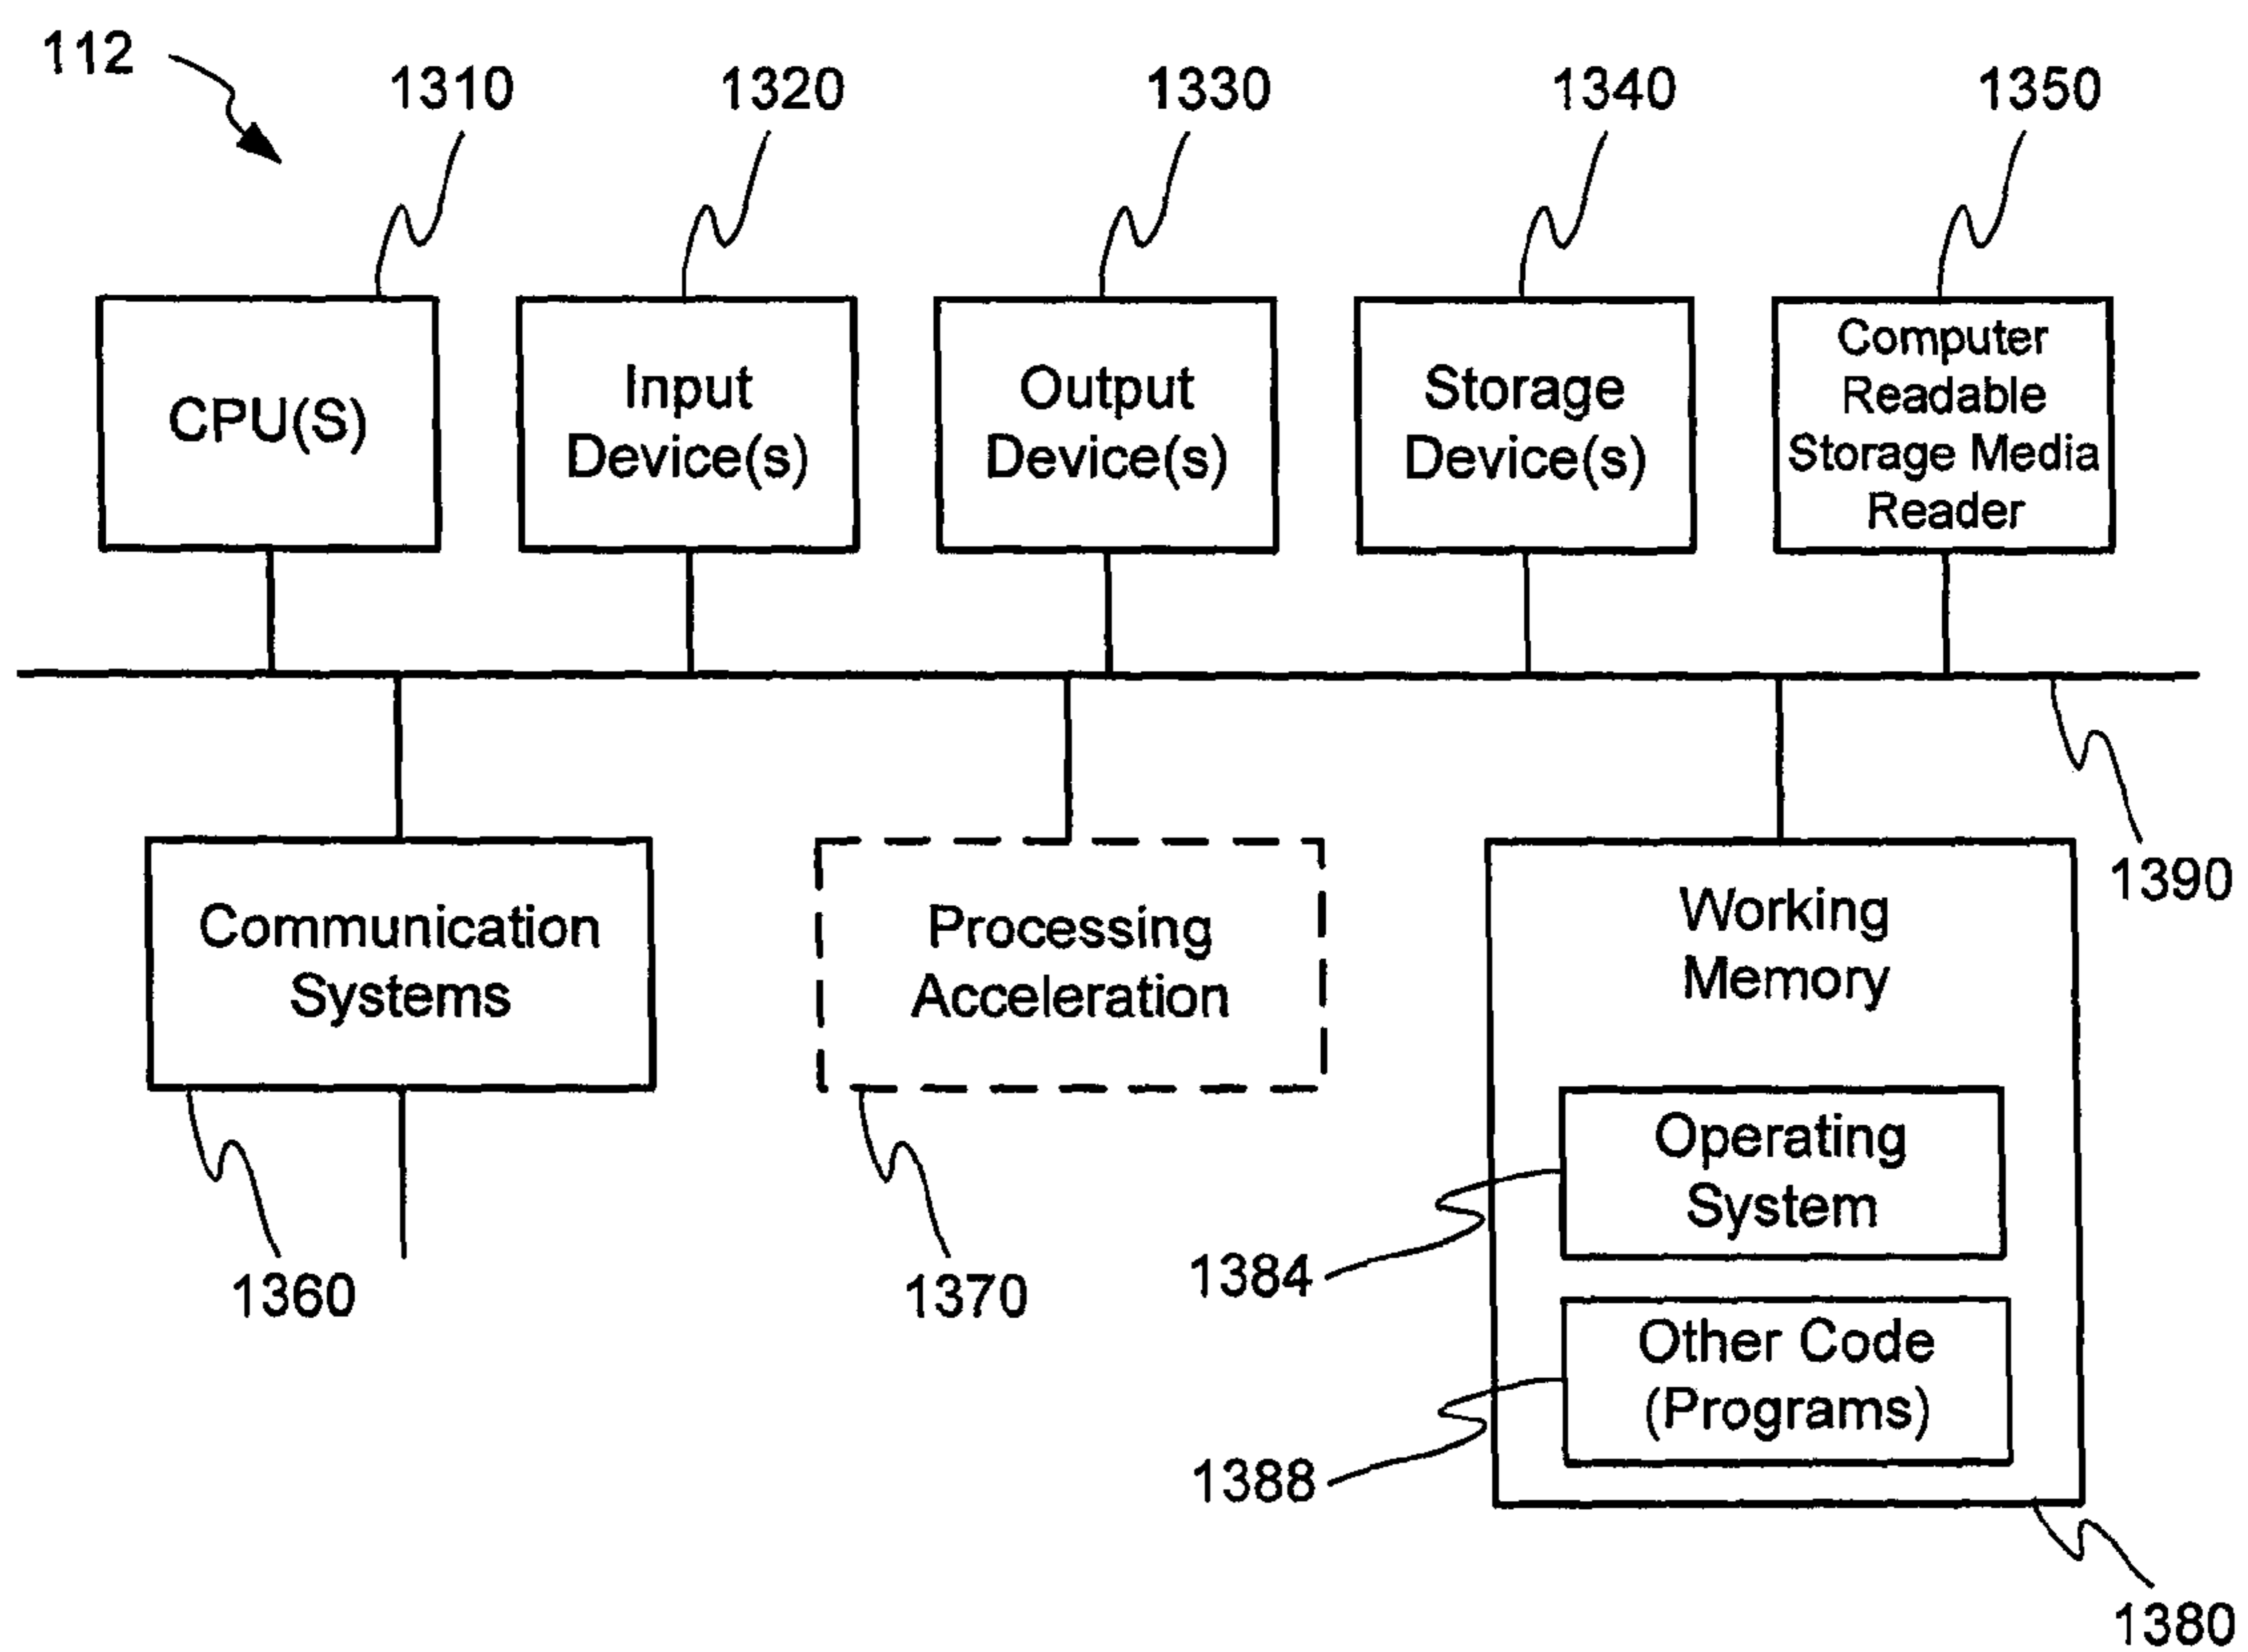 112
1310
1320
1330
1340
1350
CPU(S)
Input
Device(s)
Output
Device(s)
Storage
Device(s)
Computer
Readable
Storage Media
Reader
1390
Communication
Systems
Processing
Acceleration
Working
Memory
Operating
System
Other Code
(Programs)
1360
1370
1384
1388
1380